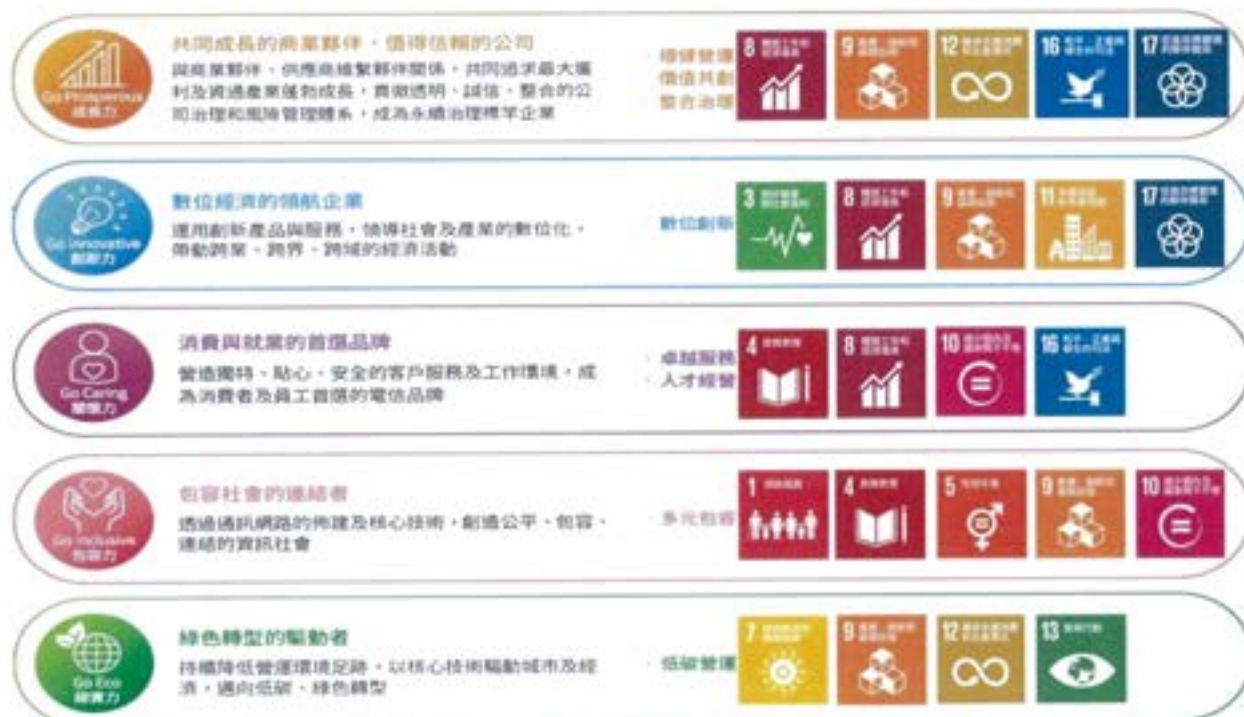 Go Prosperous
成長力
共同成長的商業夥伴、值得信賴的公司
與商業夥伴、供應商維繫夥伴關係，共同追求最大獲
利及資通產業蓬勃成長，貫徹透明、誠信、整合的公
司治理和風險管理體系，成為永續治理標竿企業
穩健營運
價值共創
整合治理
8
9
12
16
17
Go Innovative
創新力
數位經濟的領航企業
運用創新產品與服務，領導社會及產業的數位化，
帶動跨業、跨界、跨域的經濟活動
數位創新
3
8
9
11
17
Go Caring
關懷力
消費與就業的首選品牌
營造獨特、貼心、安全的客戶服務及工作環境，成
為消費者及員工首選的電信品牌
· 卓越服務
· 人才經營
4
8
10
16
Go Inclusive
包容力
包容社會的連結者
透過通訊網路的佈建及核心技術，創造公平、包容、
連結的資訊社會
· 多元包容
1
4
5
9
10
Go Eco
綠實力
綠色轉型的驅動者
持續降低營運環境足跡，以核心技術驅動城市及經
濟，邁向低碳、綠色轉型
· 低碳營運
7
9
12
13